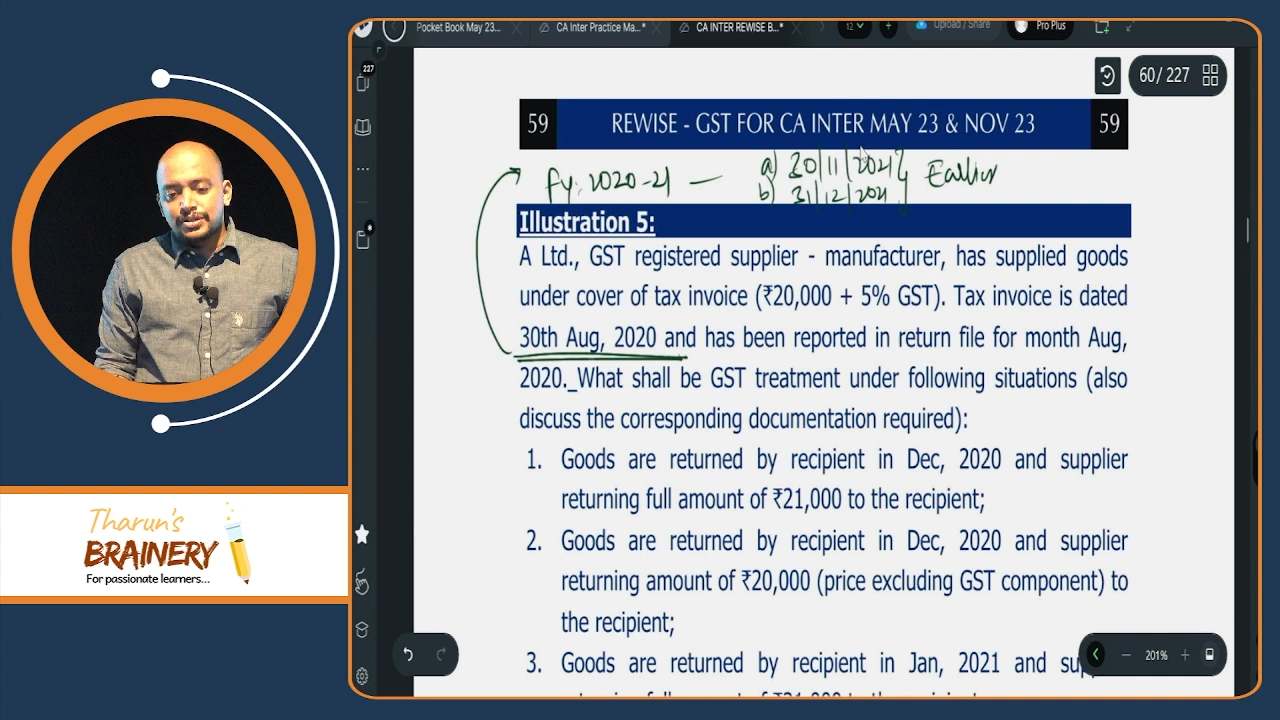 Pocket Book May 23...
CA Inter Practice Ma...*
CA INTER REWISE B...*
12
Upload / Share
Pro Plus
227
60 / 227
59 REWISE - GST FOR CA INTER MAY 23 & NOV 23 59
Fy: 2020-21 — a) 30/11/2021 Earlier
b) 31/12/2021
Illustration 5:
A Ltd., GST registered supplier - manufacturer, has supplied goods
under cover of tax invoice (₹20,000 + 5% GST). Tax invoice is dated
30th Aug, 2020 and has been reported in return file for month Aug,
2020. What shall be GST treatment under following situations (also
discuss the corresponding documentation required):
1. Goods are returned by recipient in Dec, 2020 and supplier
returning full amount of ₹21,000 to the recipient;
2. Goods are returned by recipient in Dec, 2020 and supplier
returning amount of ₹20,000 (price excluding GST component) to
the recipient;
3. Goods are returned by recipient in Jan, 2021 and
201%
Tharun's
BRAINERY
For passionate learners...